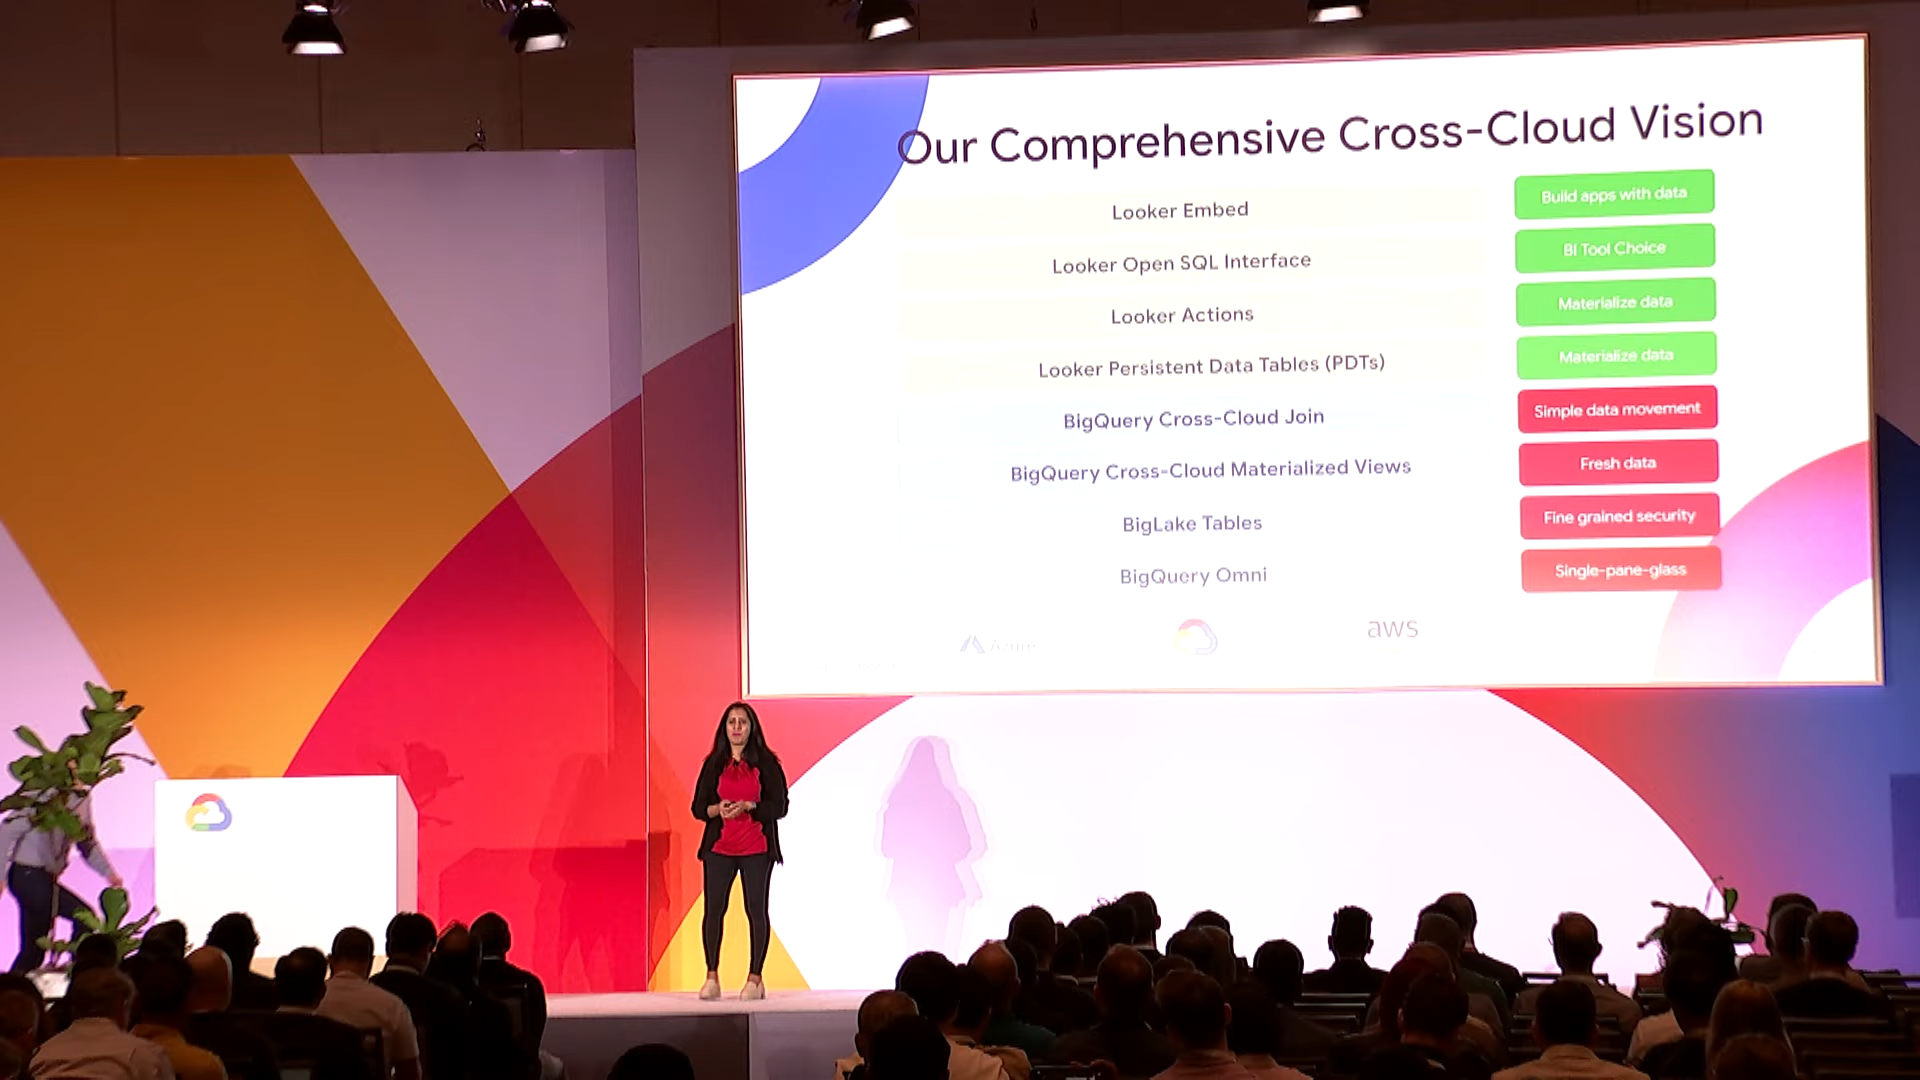 Our Comprehensive Cross-Cloud Vision
Looker Embed
Build apps with data
Looker Open SQL Interface
BI Tool Choice
Looker Actions
Materialize data
Looker Persistent Data Tables (PDTs)
Materialize data
BigQuery Cross-Cloud Join
Simple data movement
BigQuery Cross-Cloud Materialized Views
Fresh data
BigLake Tables
Fine grained security
BigQuery Omni
Single-pane-glass
Azure
aws